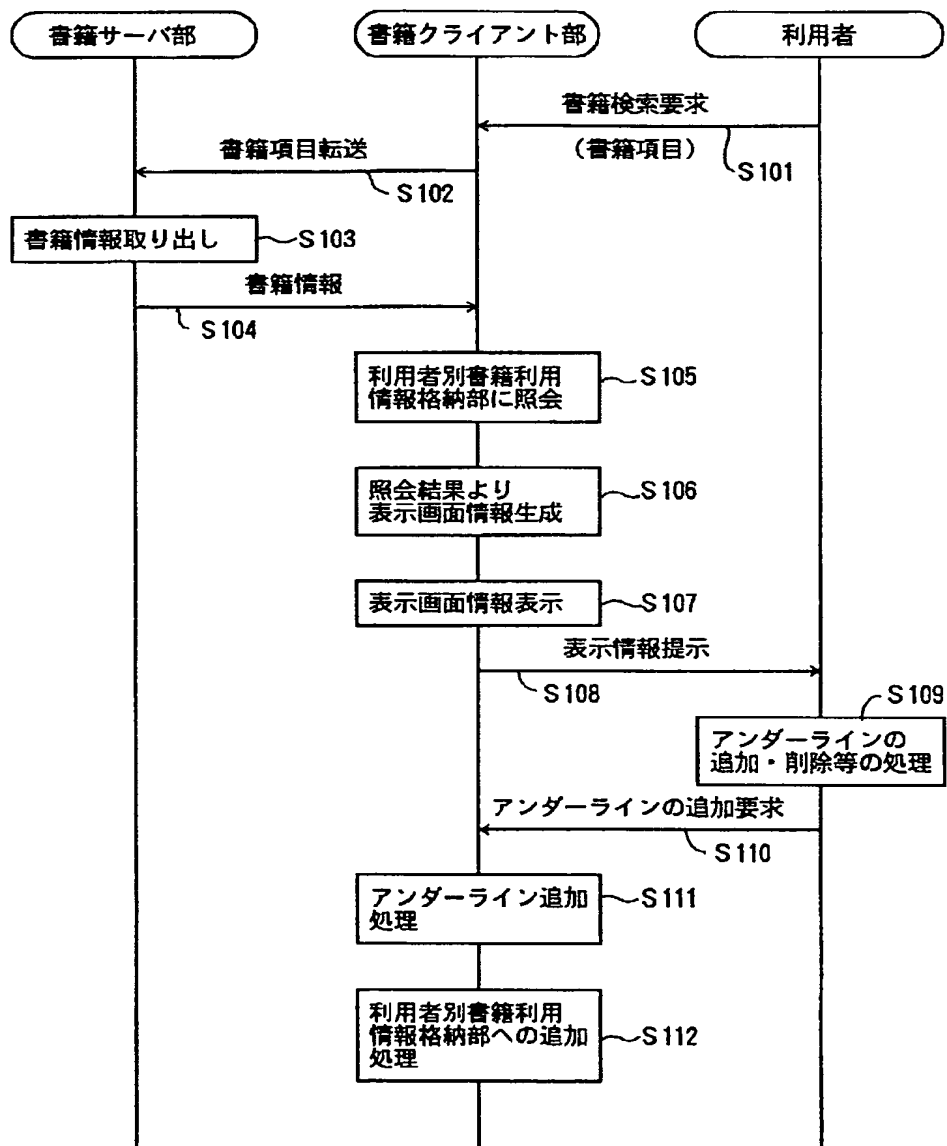 書籍サーバ部
書籍クライアント部
利用者
書籍検索要求
(書籍項目)
S101
書籍項目転送
S102
書籍情報取り出し
S103
書籍情報
S104
利用者別書籍利用
情報格納部に照会
S105
照会結果より
表示画面情報生成
S106
表示画面情報表示
S107
表示情報提示
S108
S109
アンダーラインの
追加・削除等の処理
アンダーラインの追加要求
S110
アンダーライン追加
処理
S111
利用者別書籍利用
情報格納部への追加
処理
S112